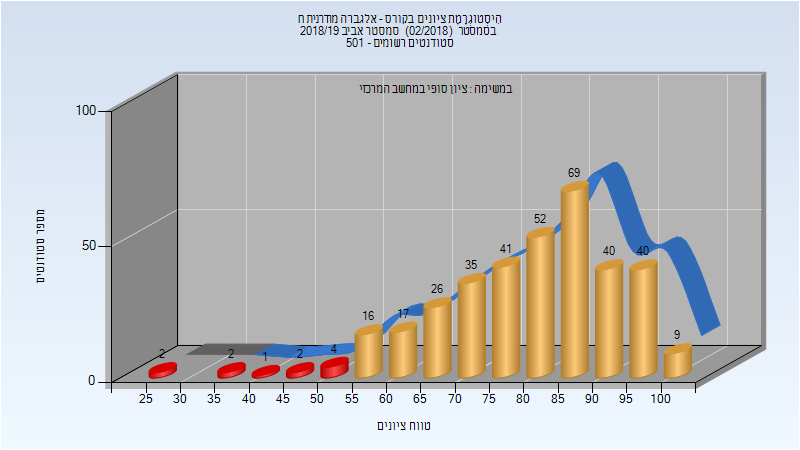 היסטוגרמת ציונים בקורס - אלגברה מודרנית ח
בסמסטר (02/2018) סמסטר אביב 2018/19
סטודנטים רשומים - 501
במשימה : ציון סופי במחשב המרכזי
100
50
0
מספר סטודנטים
2 2 1 2 4 16 17 26 35 41 52 69 40 40 9
25 30 35 40 45 50 55 60 65 70 75 80 85 90 95 100
טווח ציונים